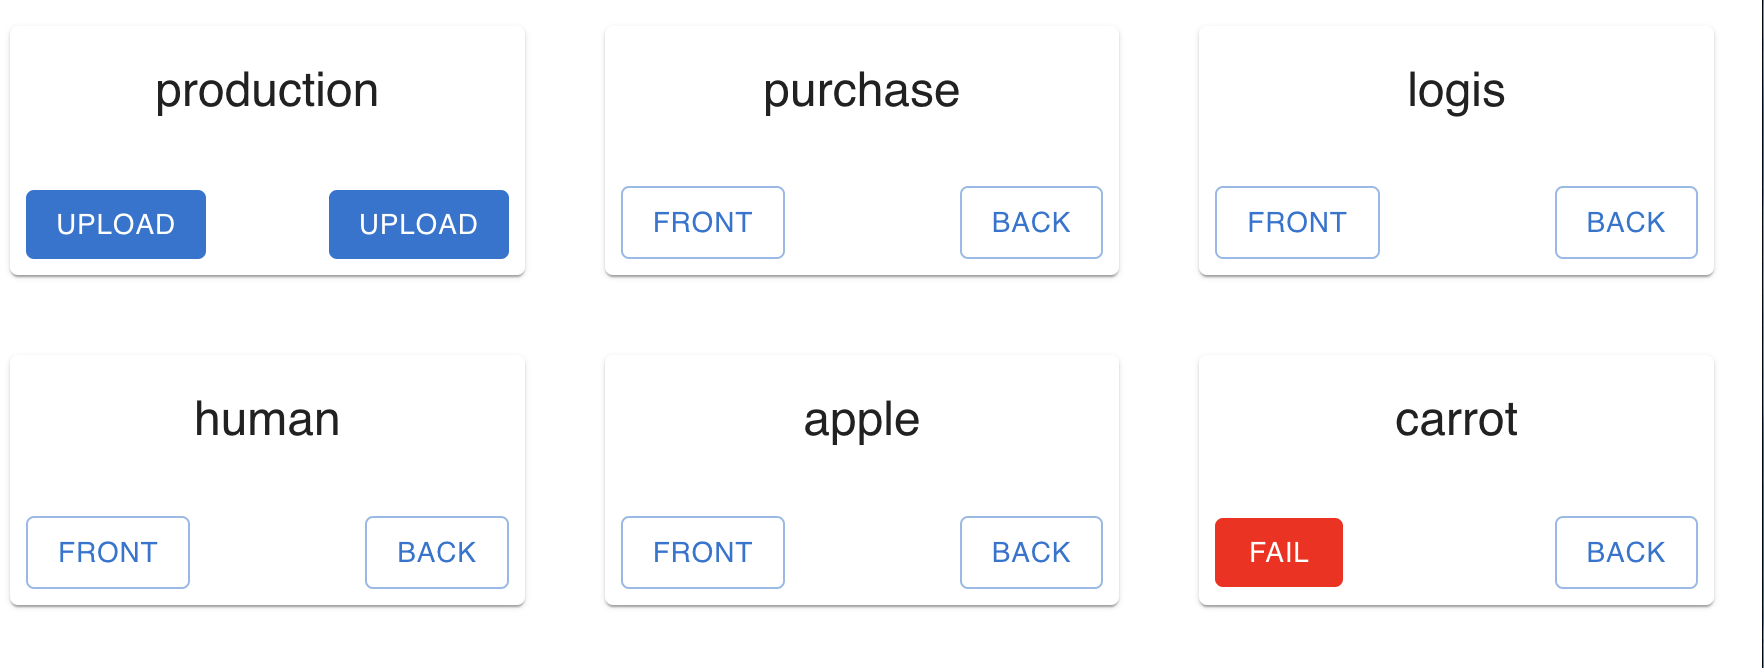 production
UPLOAD UPLOAD
purchase
FRONT BACK
logis
FRONT BACK
human
FRONT BACK
apple
FRONT BACK
carrot
FAIL BACK